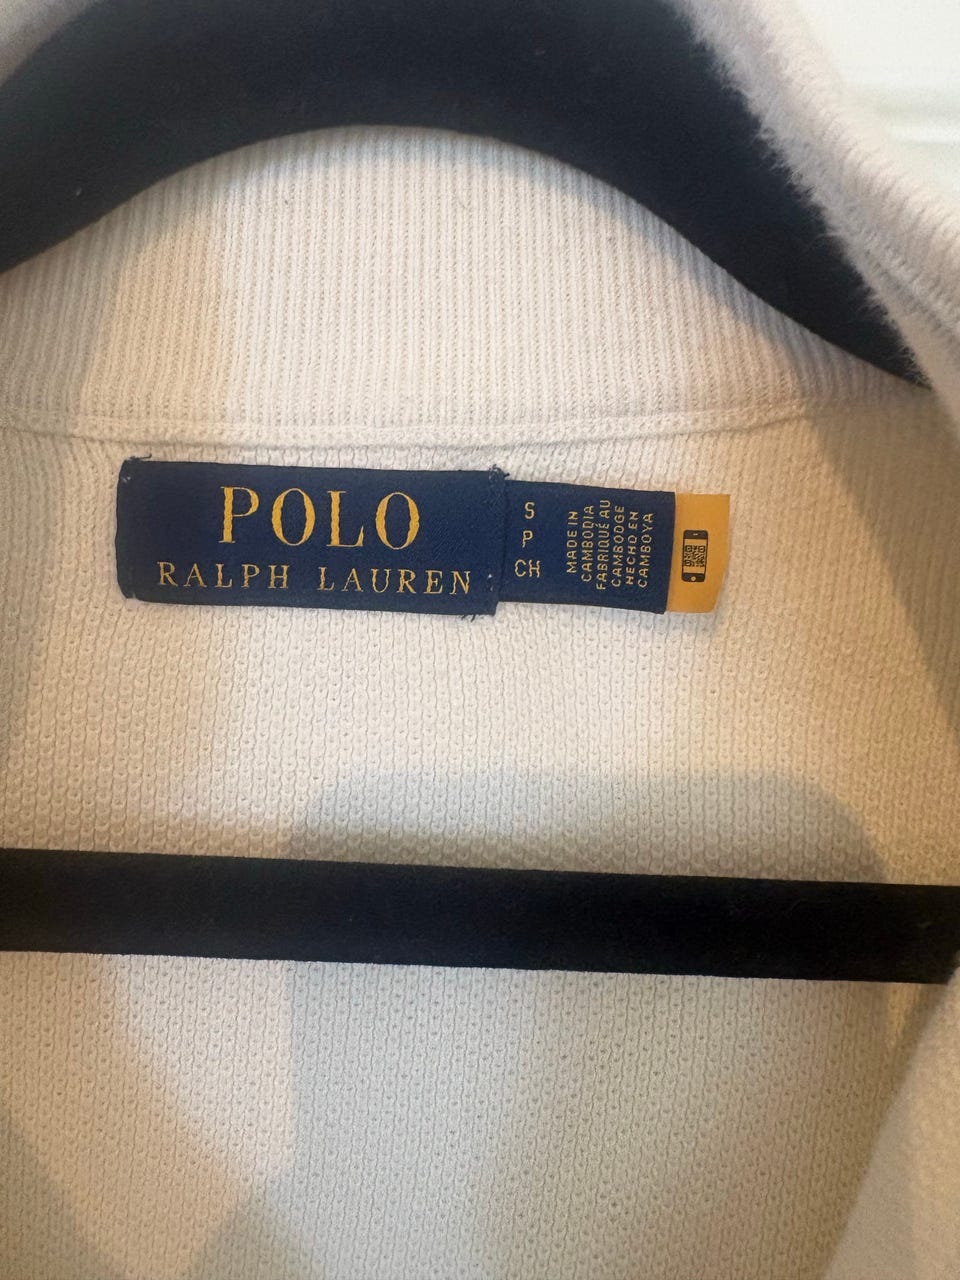 POLO
RALPH LAUREN
S
P
CH
MADE IN
CAMBODIA
FABRIQUÉ AU
CAMBODGE
HECHO EN
CAMBOYA